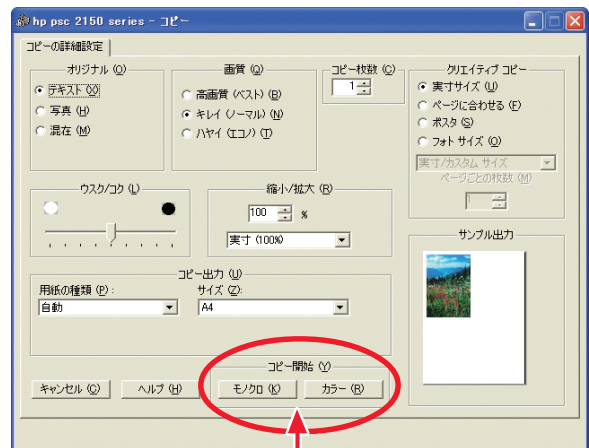 hp psc 2150 series - コピー
コピーの詳細設定
オリジナル (O)
テキスト (X)
写真 (H)
混在 (M)
画質 (Q)
高画質 (ベスト) (B)
キレイ (ノーマル) (N)
ハヤイ (エコノ) (T)
コピー枚数 (C)
1
クリエイティブ コピー
実寸サイズ (U)
ページに合わせる (F)
ポスタ (S)
フォト サイズ (O)
実寸/カスタム サイズ
ページごとの枚数 (M)
1
ウスク/コク (L)
縮小/拡大 (R)
100 %
実寸 (100%)
サンプル出力
コピー出力 (U)
用紙の種類 (P) :
サイズ (Z):
自動
A4
コピー開始 (Y)
キャンセル (C)
ヘルプ (H)
モノクロ (K)
カラー (R)